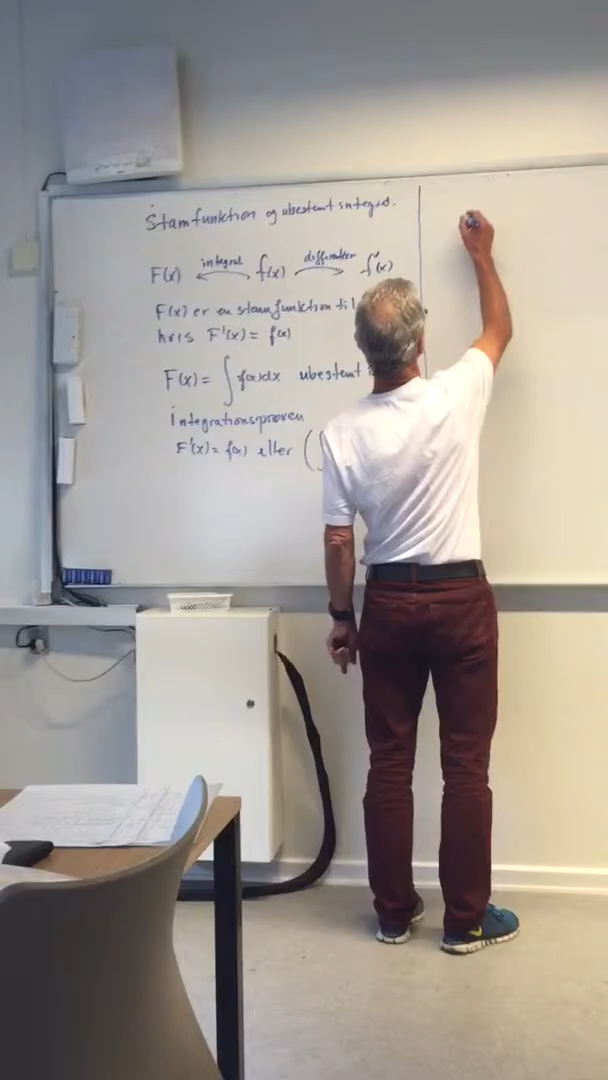 Stamfunktion og ubestemt integral.
integral differentier
F(x) f(x) f'(x)
F(x) er en stamfunktion til
hvis F'(x) = f(x)
F(x) = ∫ f(x)dx ubestemt
Integrationsprøven
F'(x) = f(x) eller (∫